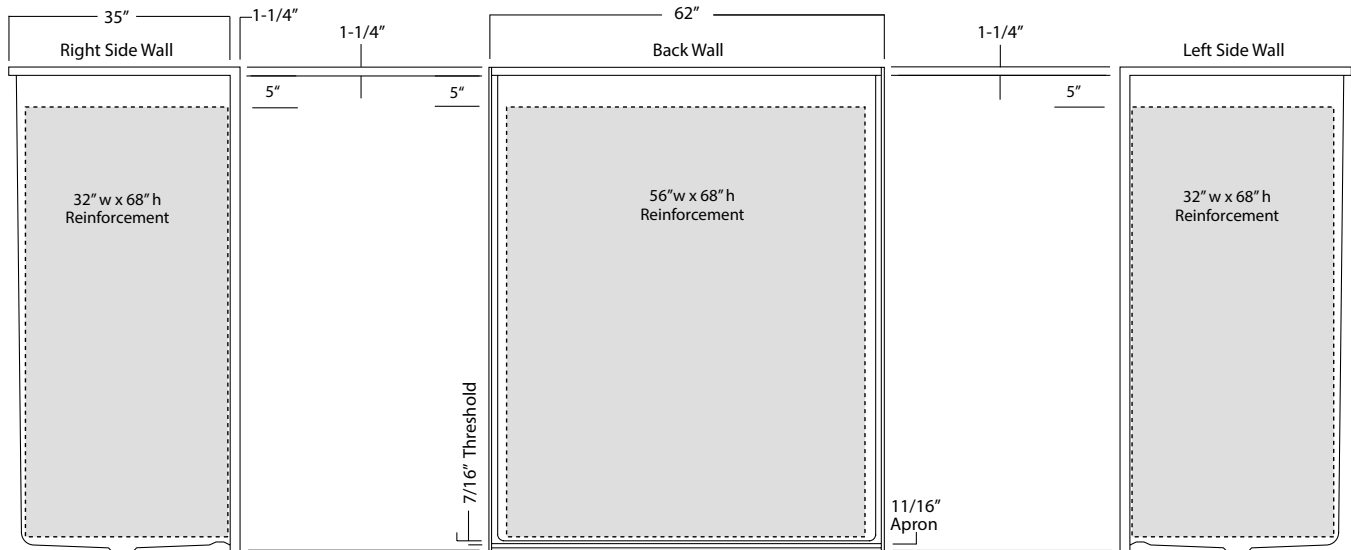 35”
1-1/4”
1-1/4”
62”
1-1/4”
Right Side Wall
Back Wall
Left Side Wall
5“
5“
5”
32” w x 68” h
Reinforcement
56”w x 68” h
Reinforcement
32” w x 68” h
Reinforcement
7/16” Threshold
11/16”
Apron